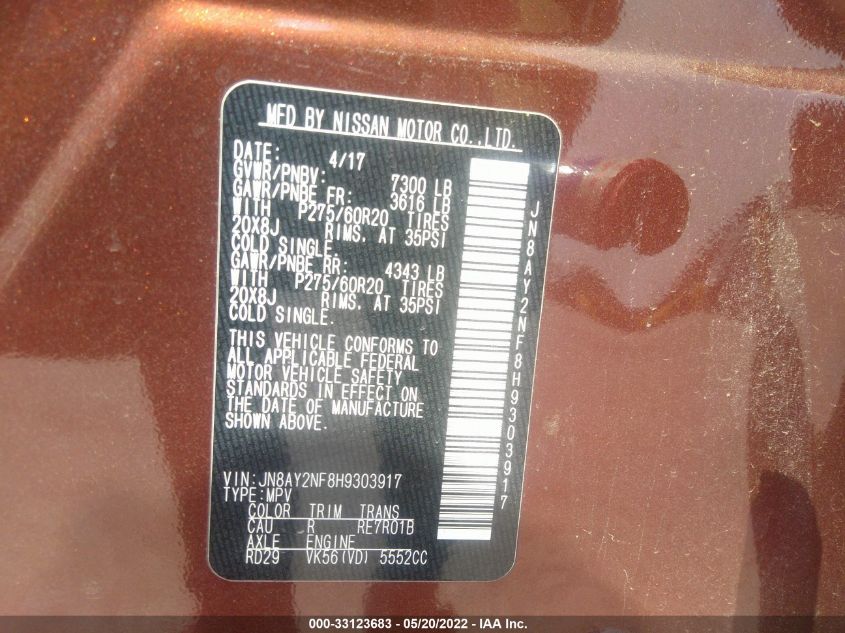 MFD BY NISSAN MOTOR CO.,LTD.
DATE: 4/17
GVWR/PNBV: 7300 LB
GAWR/PNBE FR: 3616 LB
WITH P275/60R20 TIRES
20X8J RIMS. AT 35PSI
COLD SINGLE.
GAWR/PNBE RR: 4343 LB
WITH P275/60R20 TIRES
20X8J RIMS. AT 35PSI
COLD SINGLE.
THIS VEHICLE CONFORMS TO
ALL APPLICABLE FEDERAL
MOTOR VEHICLE SAFETY
STANDARDS IN EFFECT ON
THE DATE OF MANUFACTURE
SHOWN ABOVE.
VIN:JN8AY2NF8H9303917
TYPE:MPV
COLOR TRIM TRANS
CAU R RE7R01B
AXLE ENGINE
RD29 VK56(VD) 5552CC
JN8AY2NF8H9303917
000-33123683 - 05/20/2022 - IAA Inc.